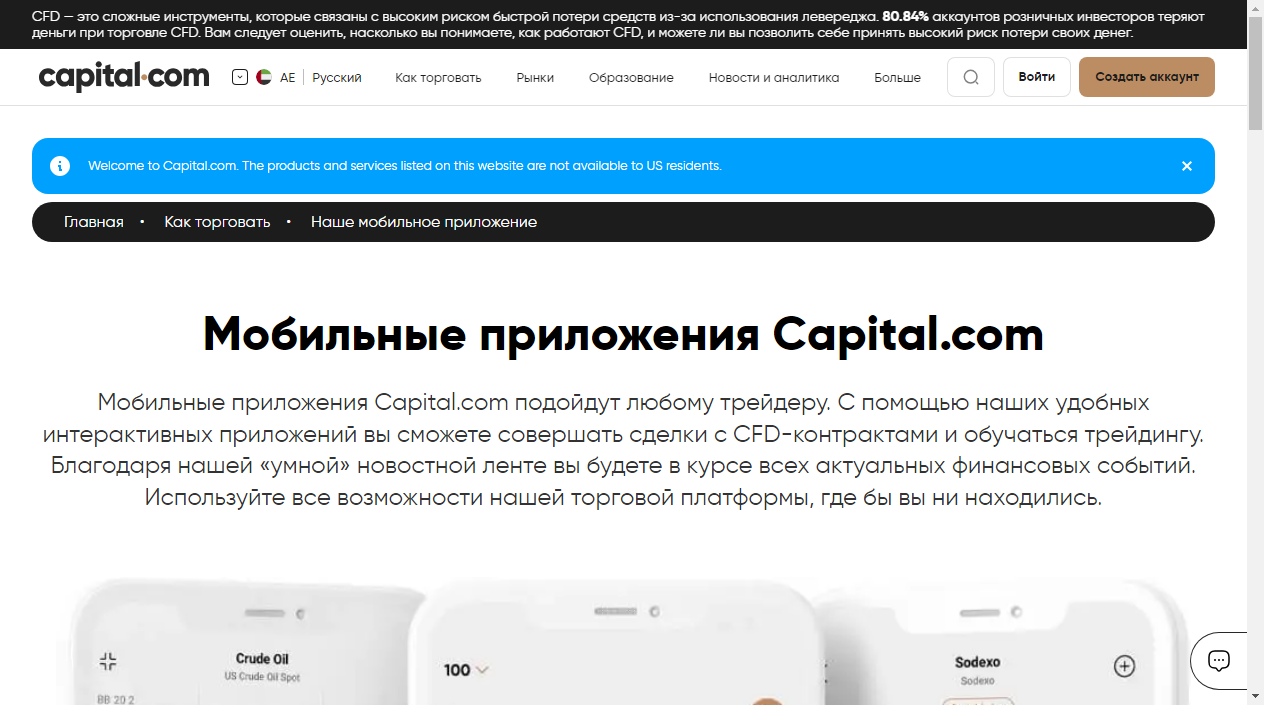 CFD — это сложные инструменты, которые связаны с высоким риском быстрой потери средств из-за использования левереджа. 80.84% аккаунтов розничных инвесторов теряют
деньги при торговле CFD. Вам следует оценить, насколько вы понимаете, как работают CFD, и можете ли вы позволить себе принять высокий риск потери своих денег.
capital.com AE Русский Как торговать Рынки Образование Новости и аналитика Больше Войти Создать аккаунт
Welcome to Capital.com. The products and services listed on this website are not available to US residents.
Главная • Как торговать • Наше мобильное приложение
Мобильные приложения Capital.com
Мобильные приложения Capital.com подойдут любому трейдеру. С помощью наших удобных
интерактивных приложений вы сможете совершать сделки с CFD-контрактами и обучаться трейдингу.
Благодаря нашей «умной» новостной ленте вы будете в курсе всех актуальных финансовых событий.
Используйте все возможности нашей торговой платформы, где бы вы ни находились.
Crude Oil
US Crude Oil Spot
BB 20 2
100
Sodexo
Sodexo